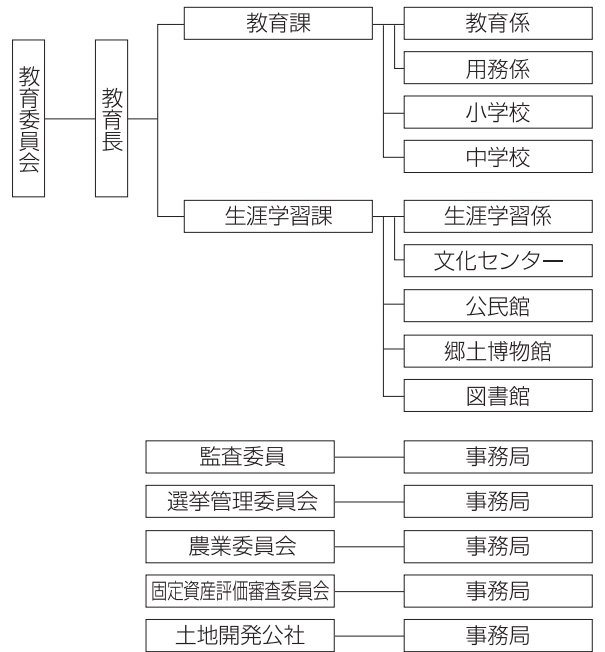 教育委員会
教育長
教育課
教育係
用務係
小学校
中学校
生涯学習課
生涯学習係
文化センター
公民館
郷土博物館
図書館
監査委員
事務局
選挙管理委員会
事務局
農業委員会
事務局
固定資産評価審査委員会
事務局
土地開発公社
事務局